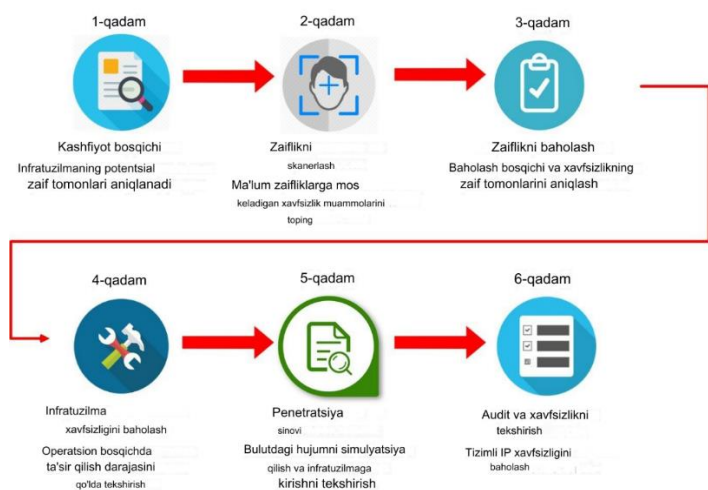 1-qadam
Kashfiyot bosqichi
Infratuzilmaning potentsial
zaif tomonlari aniqlanadi
2-qadam
Zaiflikni
skanerlash
Ma'lum zaifliklarga mos
keladigan xavfsizlik muammolarini
toping
3-qadam
Zaiflikni baholash
Baholash bosqichi va xavfsizlikning
zaif tomonlarini aniqlash
4-qadam
Infratuzilma
xavfsizligini baholash
Operatsion bosqichda
ta'sir qilish darajasini
qo'lda tekshirish
5-qadam
Penetratsiya
sinovi
Bulutdagi hujumni simulyatsiya
qilish va infratuzilmaga
kirishni tekshirish
6-qadam
Audit va xavfsizlikni
tekshirish
Tizimli IP xavfsizligini
baholash